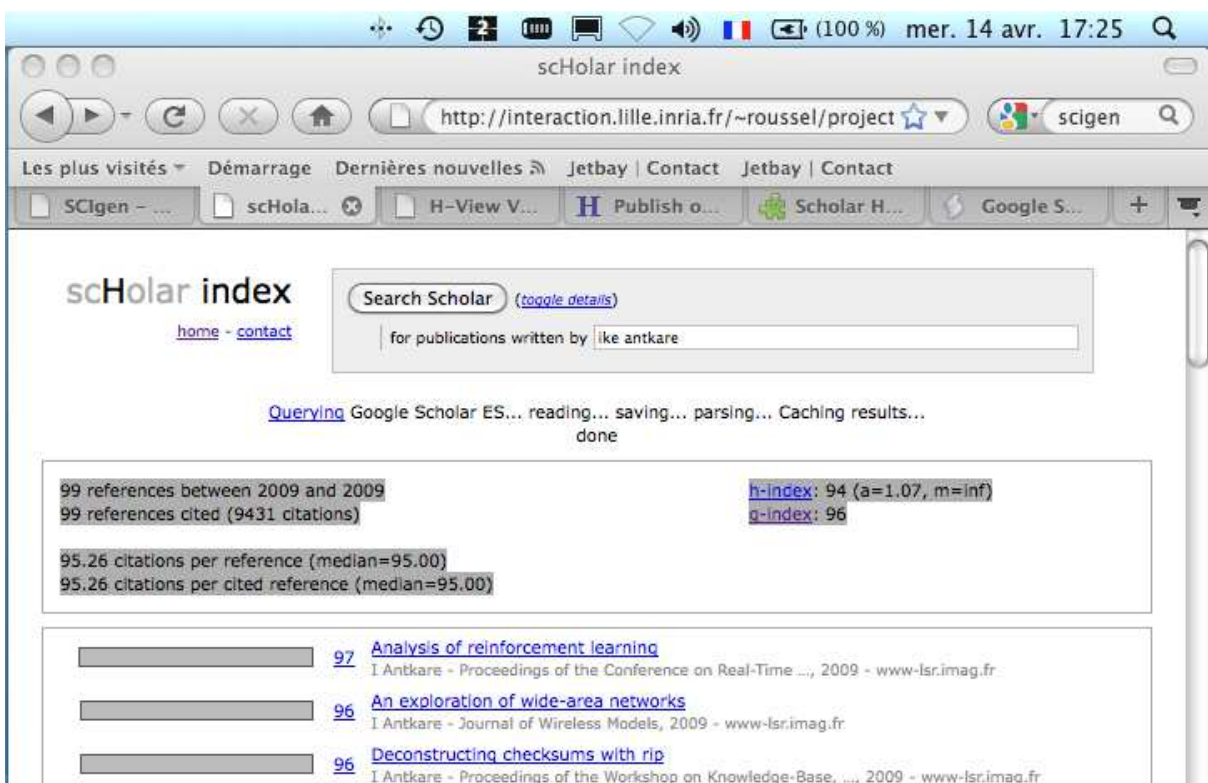 2 (100 %) mer. 14 avr. 17:25
scHolar index
http://interaction.lille.inria.fr/~roussel/project scigen
Les plus visités Démarrage Dernières nouvelles Jetbay | Contact Jetbay | Contact
SCIgen - ... scHola... H-View V... H Publish o... Scholar H... Google S... +
scHolar index
Search Scholar (toggle details)
home - contact
for publications written by ike antkare
Querying Google Scholar ES... reading... saving... parsing... Caching results...
done
99 references between 2009 and 2009 h-index: 94 (a=1.07, m=inf)
99 references cited (9431 citations) g-index: 96
95.26 citations per reference (median=95.00)
95.26 citations per cited reference (median=95.00)
97 Analysis of reinforcement learning
I Antkare - Proceedings of the Conference on Real-Time ..., 2009 - www-lsr.imag.fr
96 An exploration of wide-area networks
I Antkare - Journal of Wireless Models, 2009 - www-lsr.imag.fr
96 Deconstructing checksums with rip
I Antkare - Proceedings of the Workshop on Knowledge-Base, ..., 2009 - www-lsr.imag.fr